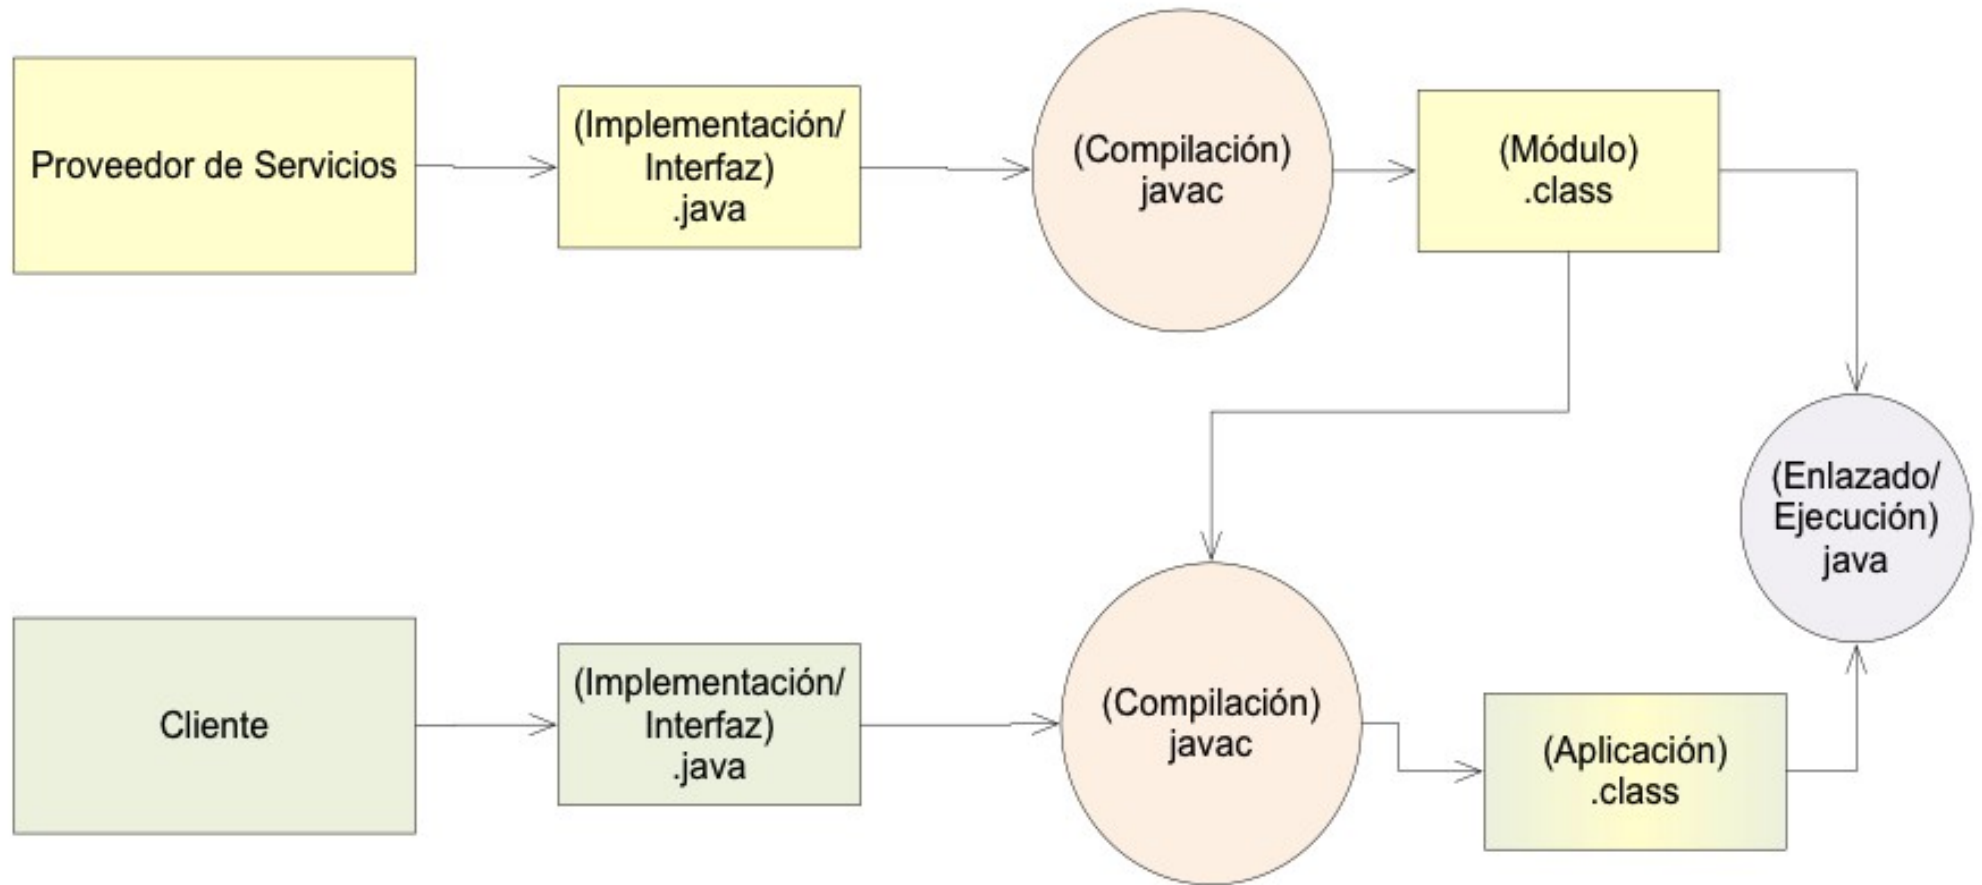 Proveedor de Servicios
(Implementación/
Interfaz)
.java
(Compilación)
javac
(Módulo)
.class
(Enlazado/
Ejecución)
java
Cliente
(Implementación/
Interfaz)
.java
(Compilación)
javac
(Aplicación)
.class